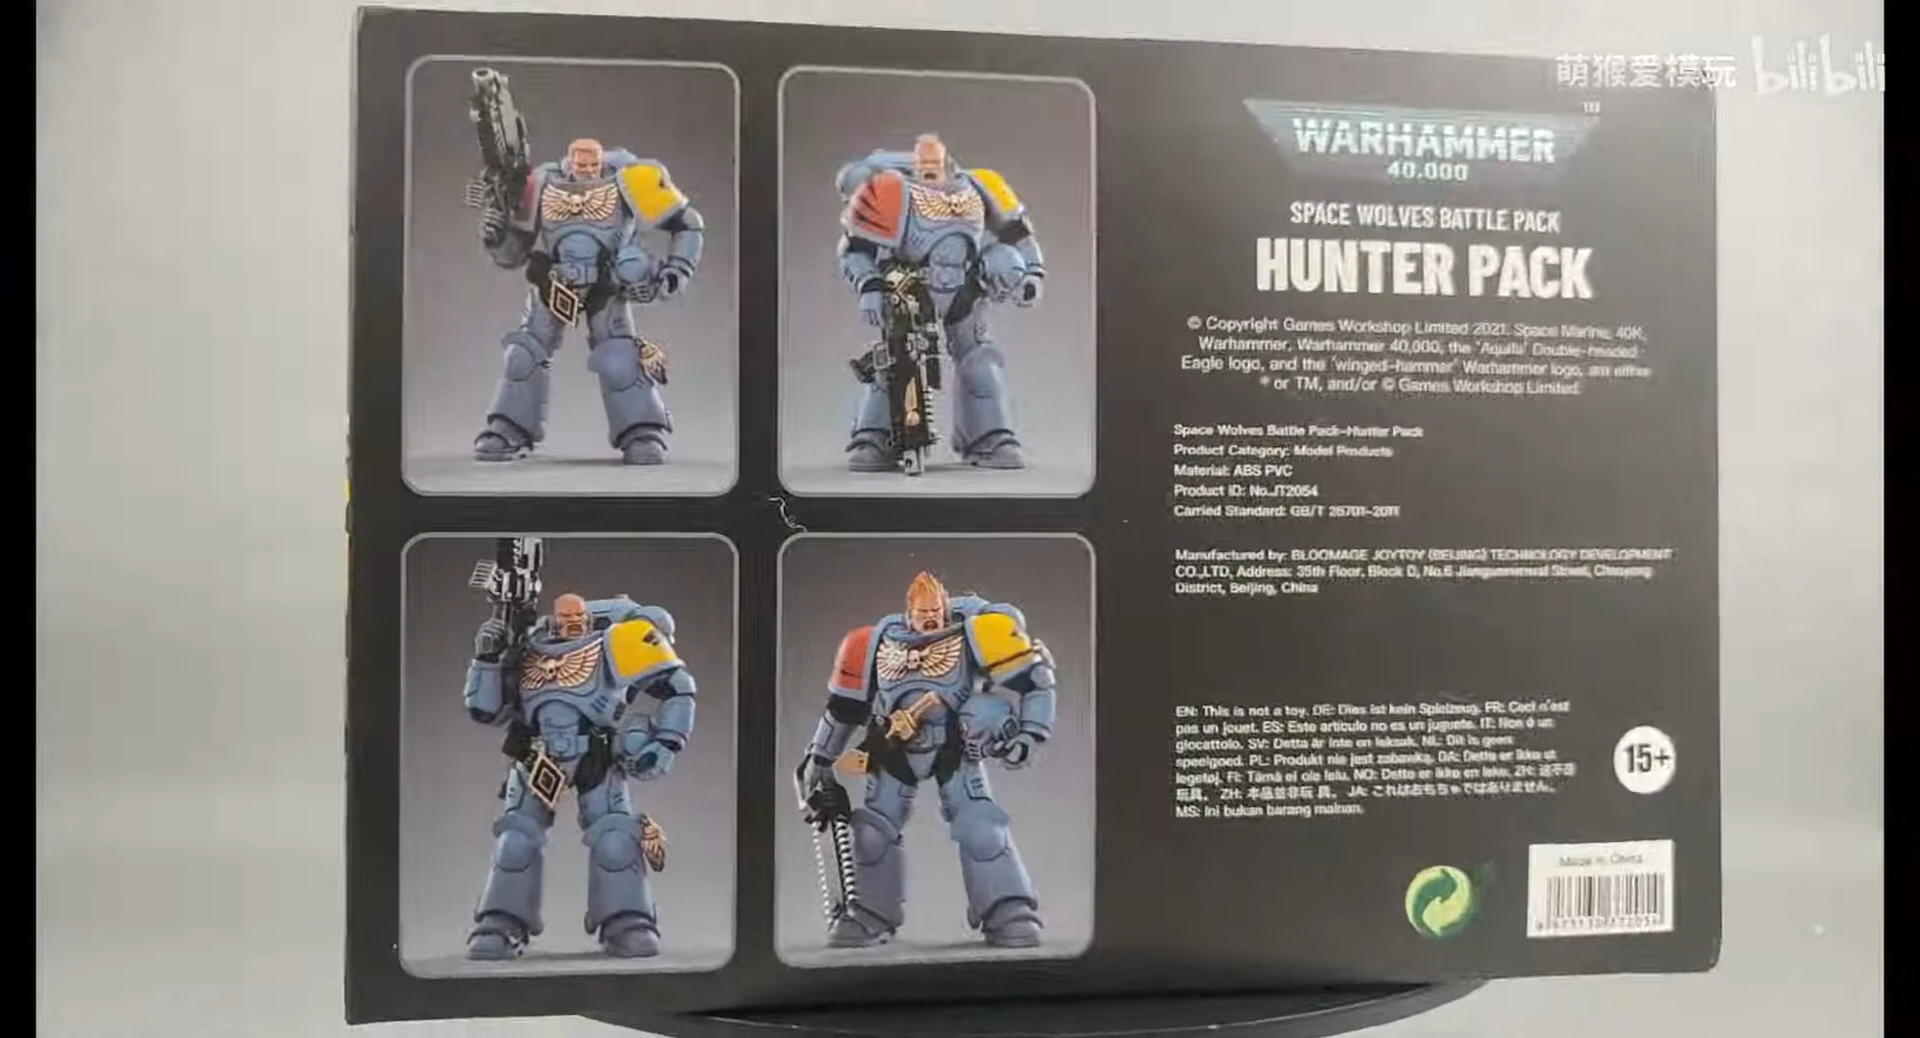 萌猴爱模玩 bilibili
WARHAMMER™
40,000
SPACE WOLVES BATTLE PACK
HUNTER PACK
© Copyright Games Workshop Limited 2021. Space Marine, 40K,
Warhammer, Warhammer 40,000, the 'Aquila' Double-headed
Eagle logo, and the 'winged-hammer' Warhammer logo, are either
® or TM, and/or © Games Workshop Limited.
Space Wolves Battle Pack-Hunter Pack
Product Category: Model Products
Material: ABS PVC
Product ID: No.JT2054
Carried Standard: GB/T 26701-2011
Manufactured by: BLOOMAGE JOYTOY (BEIJING) TECHNOLOGY DEVELOPMENT
CO.,LTD, Address: 35th Floor, Block D, No.6 Jianguomenwai Street, Chaoyang
District, Beijing, China
EN: This is not a toy. DE: Dies ist kein Spielzeug. FR: Ceci n'est
pas un jouet. ES: Este artículo no es un juguete. IT: Non è un
giocattolo. SV: Detta är inte en leksak. NL: Dit is geen
speelgoed. PL: Produkt nie jest zabawką. DA: Dette er ikke et
legetøj. FI: Tämä ei ole lelu. NO: Dette er ikke en leke. ZH: 这不是
玩具。 ZH: 本品並非玩 具。 JA: これはおもちゃではありません。
MS: Ini bukan barang mainan.
15+
Made in China